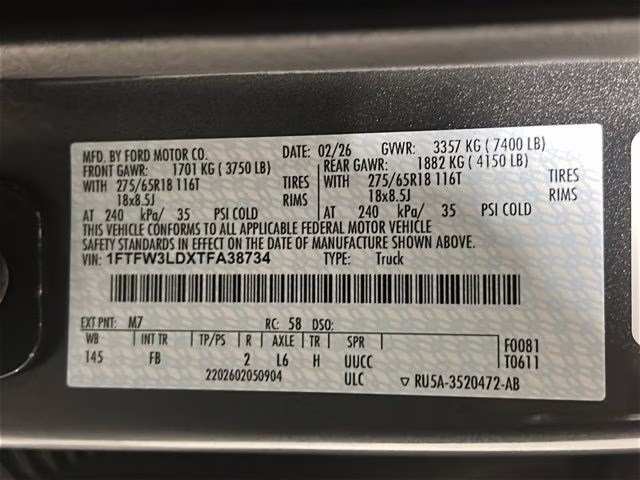 MFD. BY FORD MOTOR CO. DATE: 02/26 GVWR: 3357 KG ( 7400 LB)
FRONT GAWR: 1701 KG ( 3750 LB) REAR GAWR: 1882 KG ( 4150 LB)
WITH 275/65R18 116T TIRES WITH 275/65R18 116T TIRES
18x8.5J RIMS 18x8.5J RIMS
AT 240 kPa/ 35 PSI COLD AT 240 kPa/ 35 PSI COLD
THIS VEHICLE CONFORMS TO ALL APPLICABLE FEDERAL MOTOR VEHICLE
SAFETY STANDARDS IN EFFECT ON THE DATE OF MANUFACTURE SHOWN ABOVE.
VIN: 1FTFW3LDXTFA38734 TYPE: Truck
EXT PNT: M7 RC: 58 DSO:
WB INT TR TP/PS R AXLE TR SPR F0081
145 FB 2 L6 H UUCC T0611
2202602050904 ULC ▽ RU5A-3520472-AB